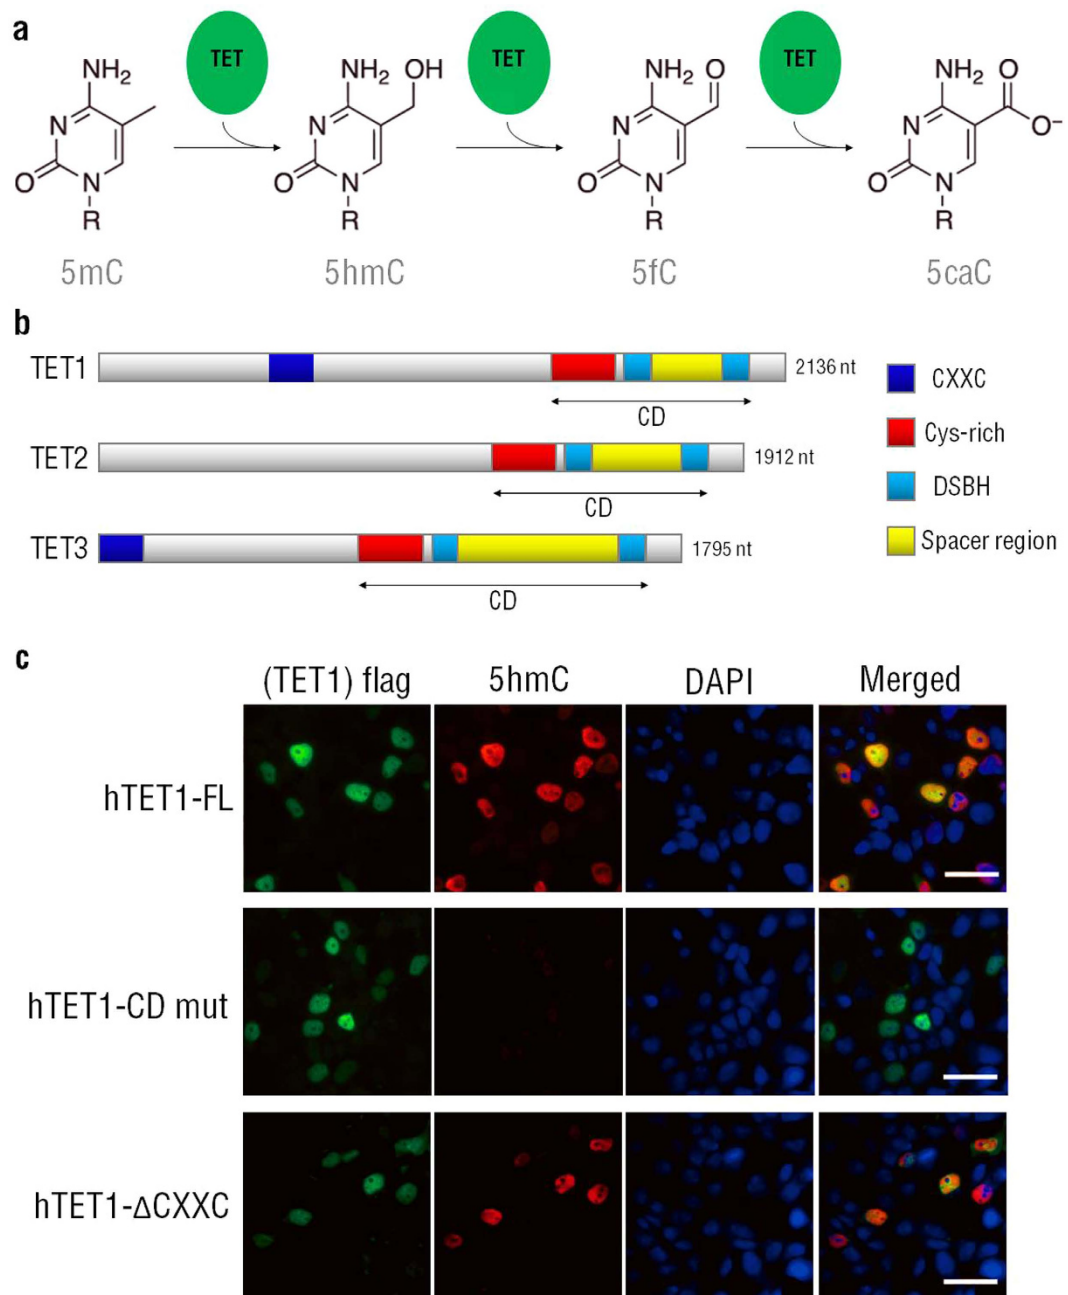 a
TET TET TET
NH₂ NH₂ OH NH₂ O NH₂ O
N N N N O⁻
O N O N O N O N
R R R R
5mC 5hmC 5fC 5caC
b
TET1 2136 nt
CD
TET2 1912 nt
CD
TET3 1795 nt
CD
CXXC
Cys-rich
DSBH
Spacer region
c
(TET1) flag 5hmC DAPI Merged
hTET1-FL
hTET1-CD mut
hTET1-ΔCXXC